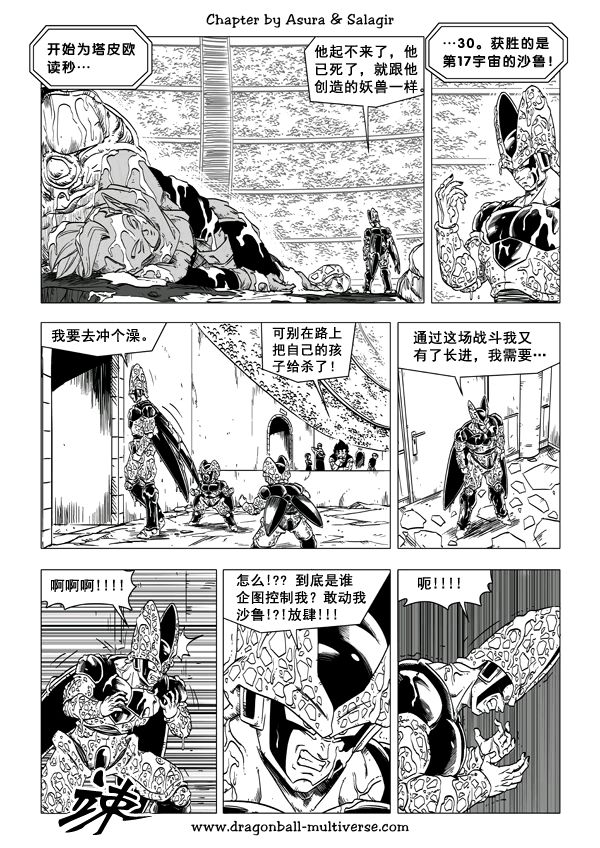 Chapter by Asura & Salagir
开始为塔皮欧
读秒…
他起不来了，他
已死了，就跟他
创造的妖兽一样。
…30。获胜的是
第17宇宙的沙鲁！
我要去冲个澡。
可别在路上
把自己的孩
子给杀了！
通过这场战斗我又
有了长进，我需要…
啊啊啊!!!!
怎么!?? 到底是谁
企图控制我？敢动我
沙鲁!?!放肆!!!
呃!!!!
www.dragonball-multiverse.com